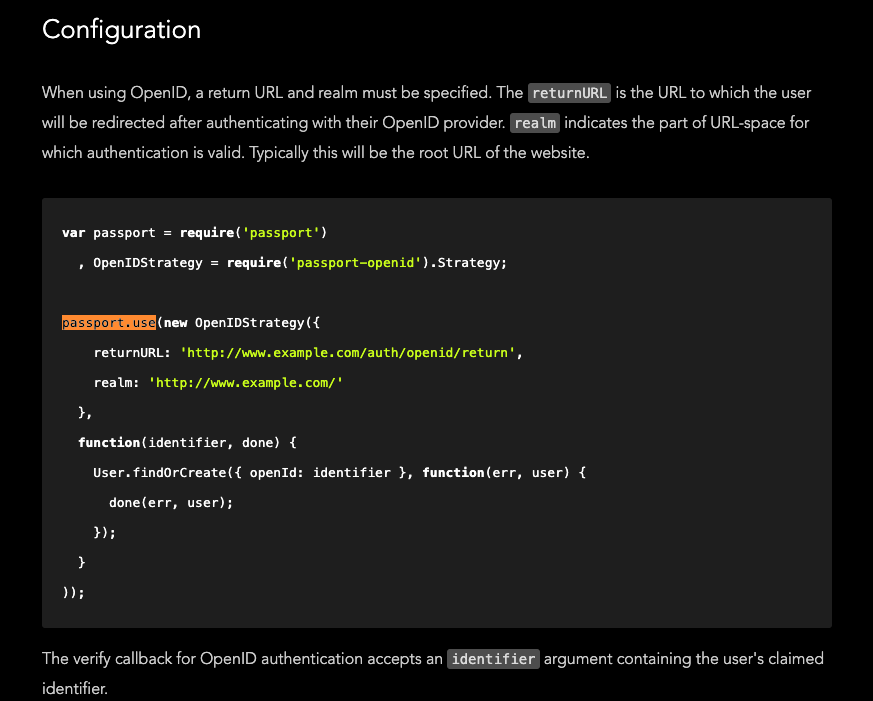 Configuration
When using OpenID, a return URL and realm must be specified. The returnURL is the URL to which the user
will be redirected after authenticating with their OpenID provider. realm indicates the part of URL-space for
which authentication is valid. Typically this will be the root URL of the website.
var passport = require('passport')
  , OpenIDStrategy = require('passport-openid').Strategy;
passport.use(new OpenIDStrategy({
    returnURL: 'http://www.example.com/auth/openid/return',
    realm: 'http://www.example.com/'
  },
  function(identifier, done) {
    User.findOrCreate({ openId: identifier }, function(err, user) {
      done(err, user);
    });
  }
));
The verify callback for OpenID authentication accepts an identifier argument containing the user's claimed
identifier.